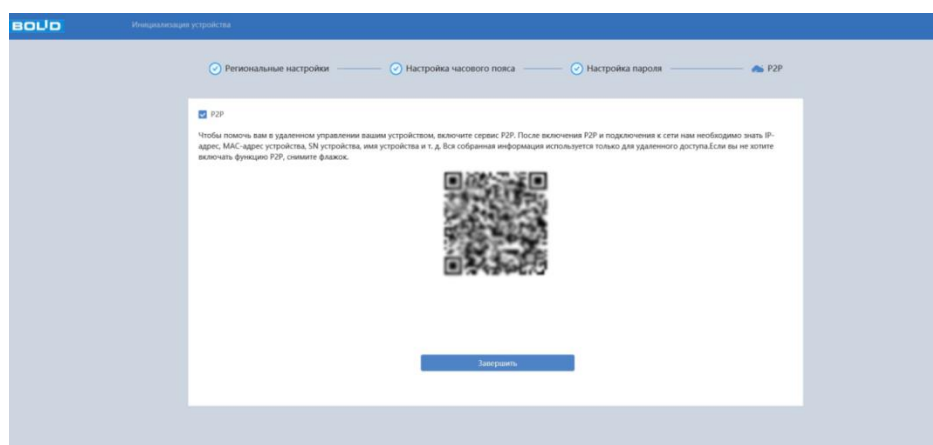 BOLID
Инициализация устройства
Региональные настройки
Настройка часового пояса
Настройка пароля
P2P
P2P
Чтобы помочь вам в удаленном управлении вашим устройством, включите сервис P2P. После включения P2P и подключения к сети нам необходимо знать IP-
адрес, MAC-адрес устройства, SN устройства, имя устройства и т. д. Вся собранная информация используется только для удаленного доступа.Если вы не хотите
включать функцию P2P, снимите флажок.
Завершить